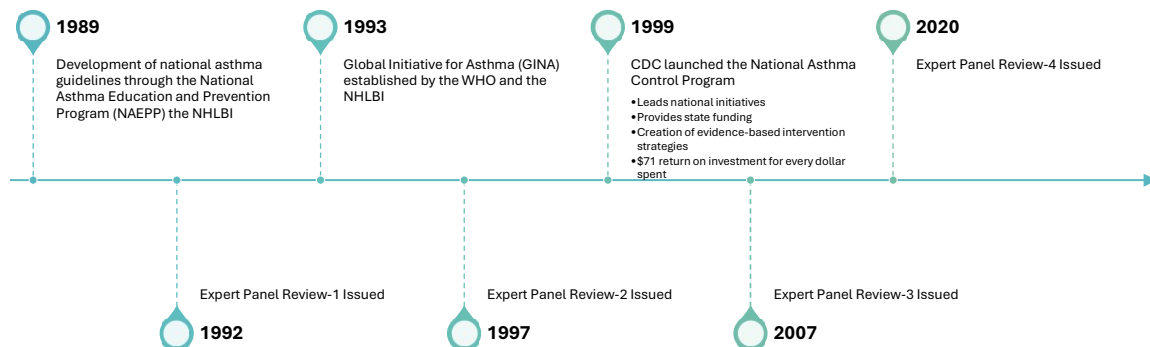 1989
Development of national asthma
guidelines through the National
Asthma Education and Prevention
Program (NAEPP) the NHLBI
1992
Expert Panel Review-1 Issued
1993
Global Initiative for Asthma (GINA)
established by the WHO and the
NHLBI
1997
Expert Panel Review-2 Issued
1999
CDC launched the National Asthma
Control Program
•Leads national initiatives
•Provides state funding
•Creation of evidence-based intervention
strategies
•$71 return on investment for every dollar
spent
2007
Expert Panel Review-3 Issued
2020
Expert Panel Review-4 Issued